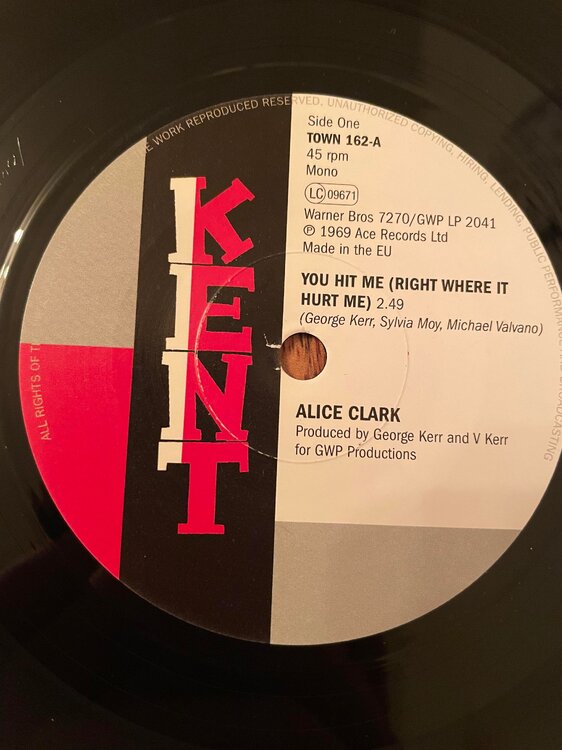 ALL RIGHTS OF T
E WORK REPRODUCED RESERVED. UNAUTHORIZED COPYING, HIRING, LENDING, PUBLIC PERFORMANCE
BROADCASTING
KENT
Side One
TOWN 162-A
45 rpm
Mono
LC 09671
Warner Bros 7270/GWP LP 2041
℗ 1969 Ace Records Ltd
Made in the EU
YOU HIT ME (RIGHT WHERE IT
HURT ME) 2.49
(George Kerr, Sylvia Moy, Michael Valvano)
ALICE CLARK
Produced by George Kerr and V Kerr
for GWP Productions